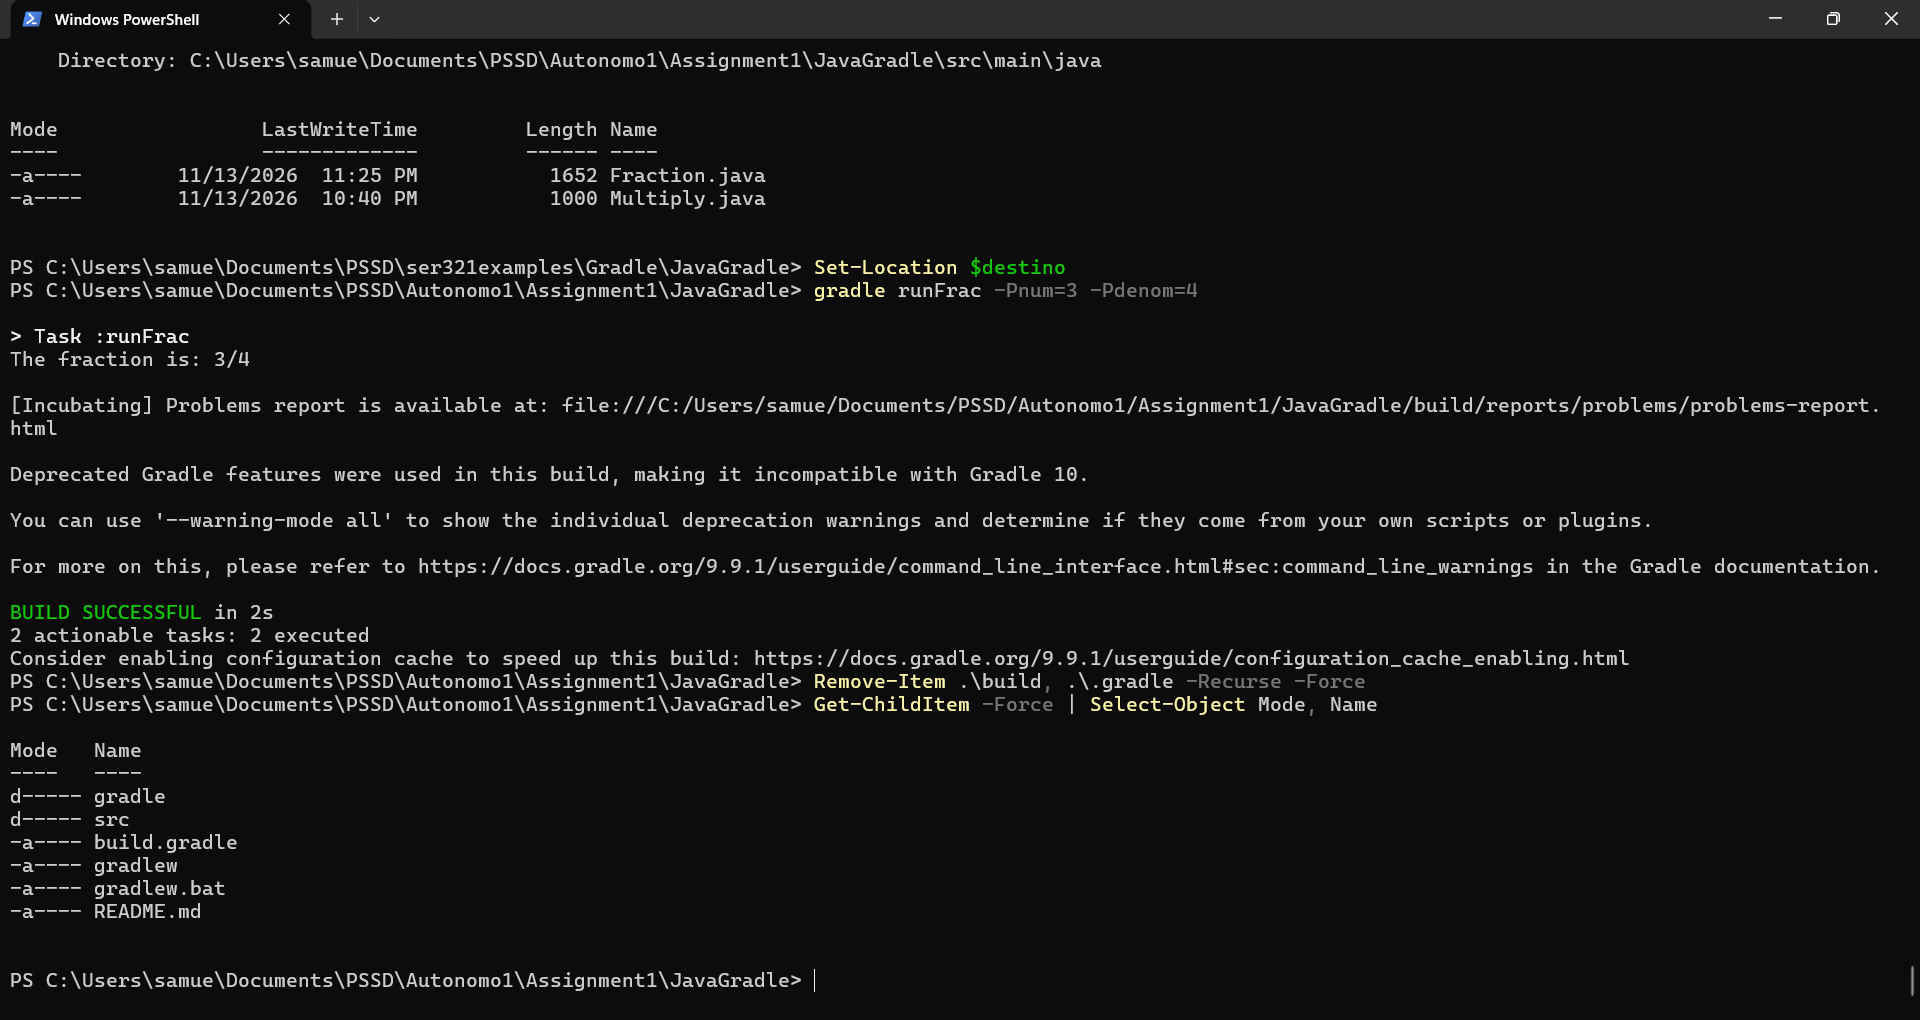 Windows PowerShell
Directory: C:\Users\samue\Documents\PSSD\Autonomo1\Assignment1\JavaGradle\src\main\java
Mode LastWriteTime Length Name
---- ------------- ------ ----
-a---- 11/13/2026 11:25 PM 1652 Fraction.java
-a---- 11/13/2026 10:40 PM 1000 Multiply.java
PS C:\Users\samue\Documents\PSSD\ser321examples\Gradle\JavaGradle> Set-Location $destino
PS C:\Users\samue\Documents\PSSD\Autonomo1\Assignment1\JavaGradle> gradle runFrac -Pnum=3 -Pdenom=4
> Task :runFrac
The fraction is: 3/4
[Incubating] Problems report is available at: file:///C:/Users/samue/Documents/PSSD/Autonomo1/Assignment1/JavaGradle/build/reports/problems/problems-report.
html
Deprecated Gradle features were used in this build, making it incompatible with Gradle 10.
You can use '--warning-mode all' to show the individual deprecation warnings and determine if they come from your own scripts or plugins.
For more on this, please refer to https://docs.gradle.org/9.9.1/userguide/command_line_interface.html#sec:command_line_warnings in the Gradle documentation.
BUILD SUCCESSFUL in 2s
2 actionable tasks: 2 executed
Consider enabling configuration cache to speed up this build: https://docs.gradle.org/9.9.1/userguide/configuration_cache_enabling.html
PS C:\Users\samue\Documents\PSSD\Autonomo1\Assignment1\JavaGradle> Remove-Item .\build, .\.gradle -Recurse -Force
PS C:\Users\samue\Documents\PSSD\Autonomo1\Assignment1\JavaGradle> Get-ChildItem -Force | Select-Object Mode, Name
Mode Name
---- ----
d----- gradle
d----- src
-a---- build.gradle
-a---- gradlew
-a---- gradlew.bat
-a---- README.md
PS C:\Users\samue\Documents\PSSD\Autonomo1\Assignment1\JavaGradle>